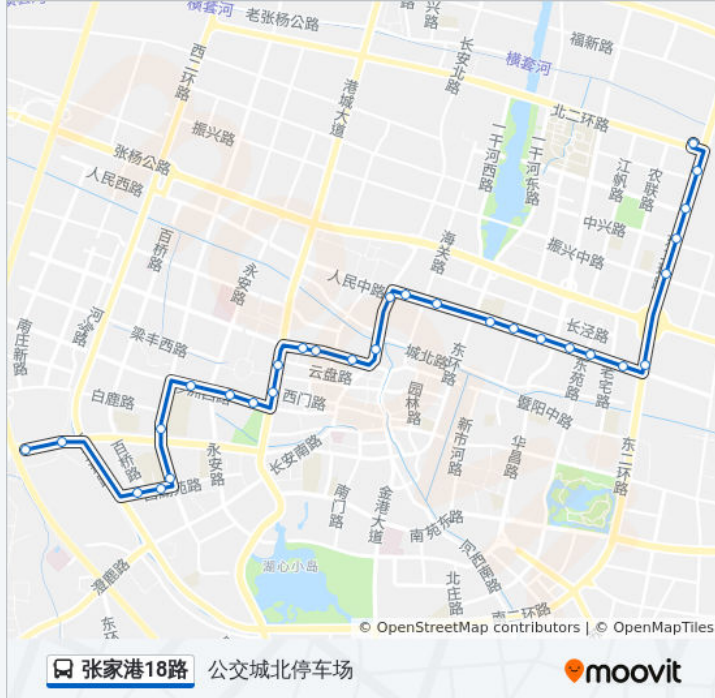 横套河
老张杨公路
兴路
福新路
西二环路
港城大道
长安北路
横套河
北二环路
振兴路
一干河西路
一干河东路
张杨公路
人民西路
江帆路
农联路
中兴路
振兴中路
百桥路
海关路
永安路
人民中路
河滨路
南庄新路
梁丰西路
长泾路
城北路
东环路
云盘路
东苑路
老宅路
白鹿路
西门路
园林路
暨阳中路
新市河路
华昌路
百桥路
永安路
长安南路
东二环路
南门路
金港大道
南苑东路
河西南路
湖心小岛
澄鹿路
北庄路
南二环路
© OpenStreetMap contributors | © OpenMapTiles
张家港18路 公交城北停车场
moovit